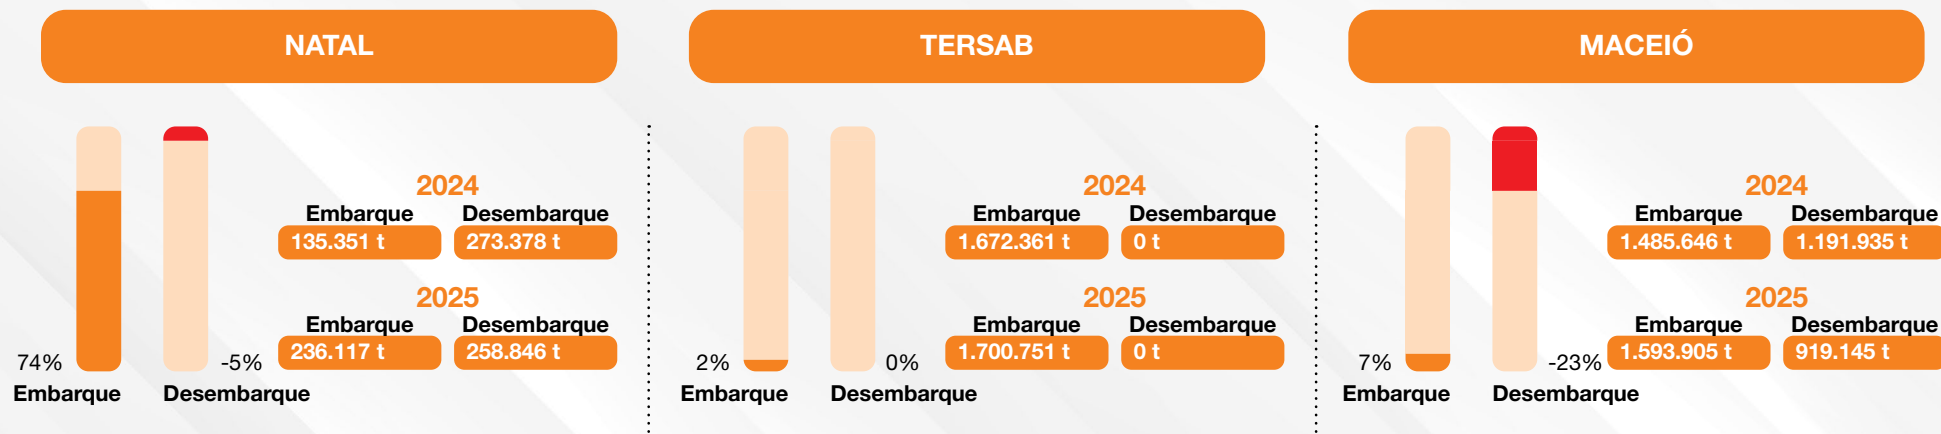 NATAL
2024
Embarque Desembarque
135.351 t 273.378 t
2025
Embarque Desembarque
236.117 t 258.846 t
74% -5%
Embarque Desembarque
TERSAB
2024
Embarque Desembarque
1.672.361 t 0 t
2025
Embarque Desembarque
1.700.751 t 0 t
2% 0%
Embarque Desembarque
MACEIÓ
2024
Embarque Desembarque
1.485.646 t 1.191.935 t
2025
Embarque Desembarque
1.593.905 t 919.145 t
7% -23%
Embarque Desembarque